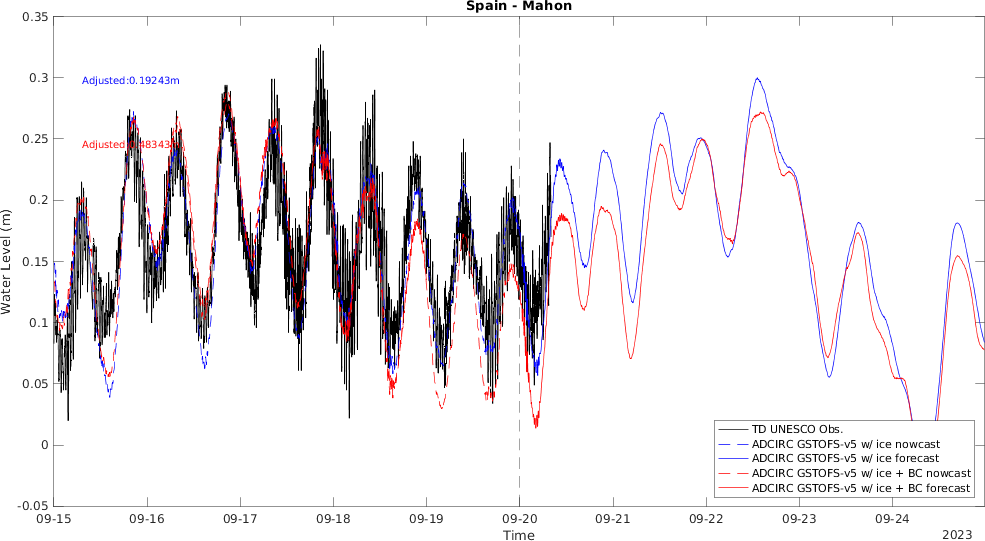 Spain - Mahon
0.35
0.3
0.25
0.2
0.15
0.1
0.05
0
-0.05
Water Level (m)
Adjusted:0.19243m
Adjusted
TD UNESCO Obs.
ADCIRC GSTOFS-v5 w/ ice nowcast
ADCIRC GSTOFS-v5 w/ ice forecast
ADCIRC GSTOFS-v5 w/ ice + BC nowcast
ADCIRC GSTOFS-v5 w/ ice + BC forecast
09-15
09-16
09-17
09-18
09-19
09-20
09-21
09-22
09-23
09-24
Time
2023